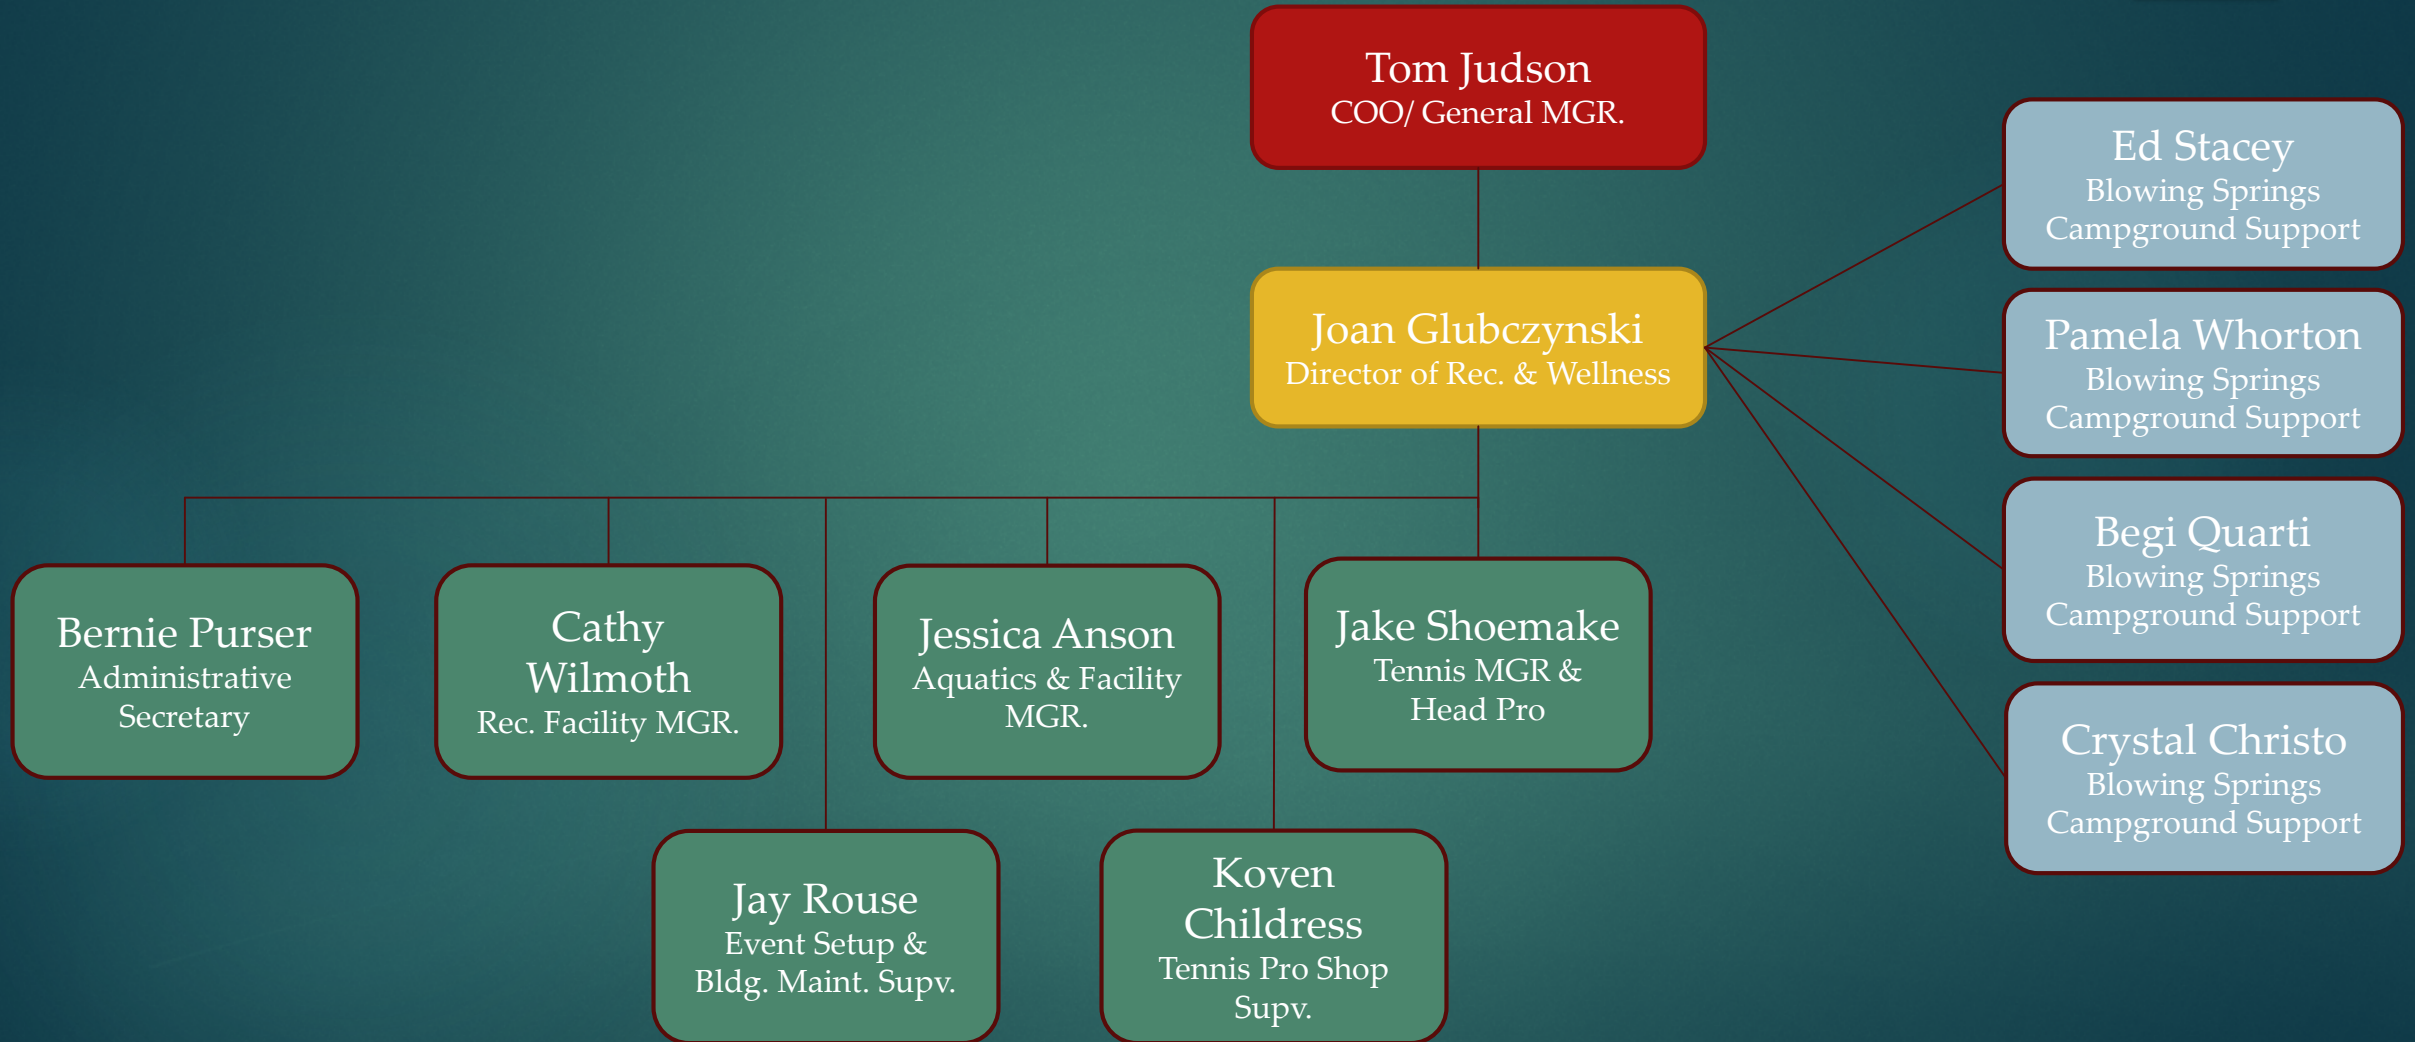 Tom Judson
COO/ General MGR.
Joan Glubczynski
Director of Rec. & Wellness
Ed Stacey
Blowing Springs
Campground Support
Pamela Whorton
Blowing Springs
Campground Support
Begi Quarti
Blowing Springs
Campground Support
Crystal Christo
Blowing Springs
Campground Support
Bernie Purser
Administrative
Secretary
Cathy
Wilmoth
Rec. Facility MGR.
Jessica Anson
Aquatics & Facility
MGR.
Jake Shoemake
Tennis MGR &
Head Pro
Jay Rouse
Event Setup &
Bldg. Maint. Supv.
Koven
Childress
Tennis Pro Shop
Supv.